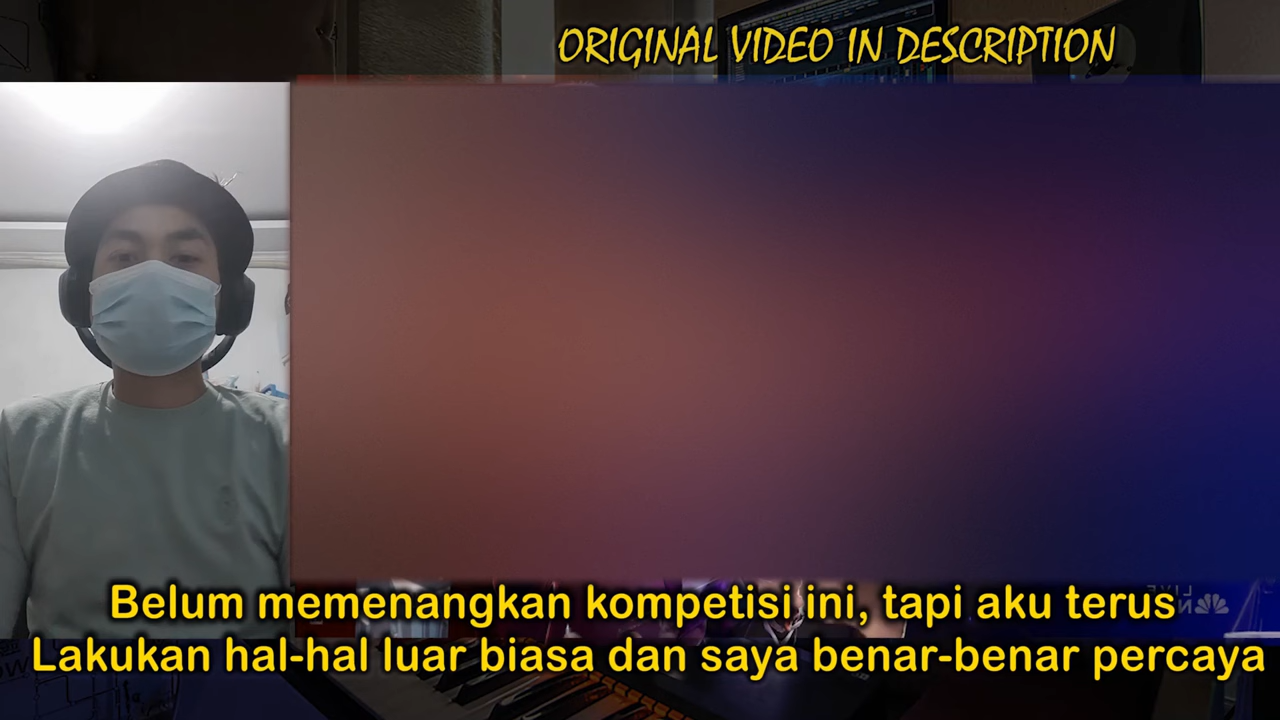 ORIGINAL VIDEO IN DESCRIPTION
Belum memenangkan kompetisi ini, tapi aku terus
Lakukan hal-hal luar biasa dan saya benar-benar percaya